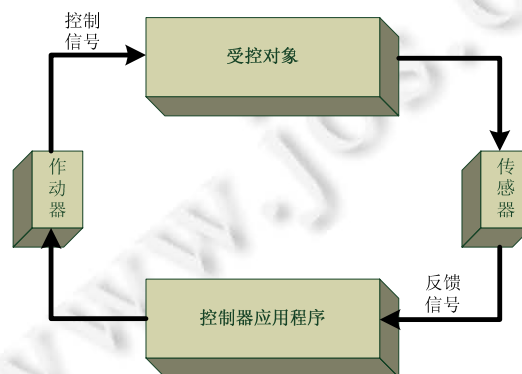 控制
信号
受控对象
作
动
器
传
感
器
反馈
信号
控制器应用程序